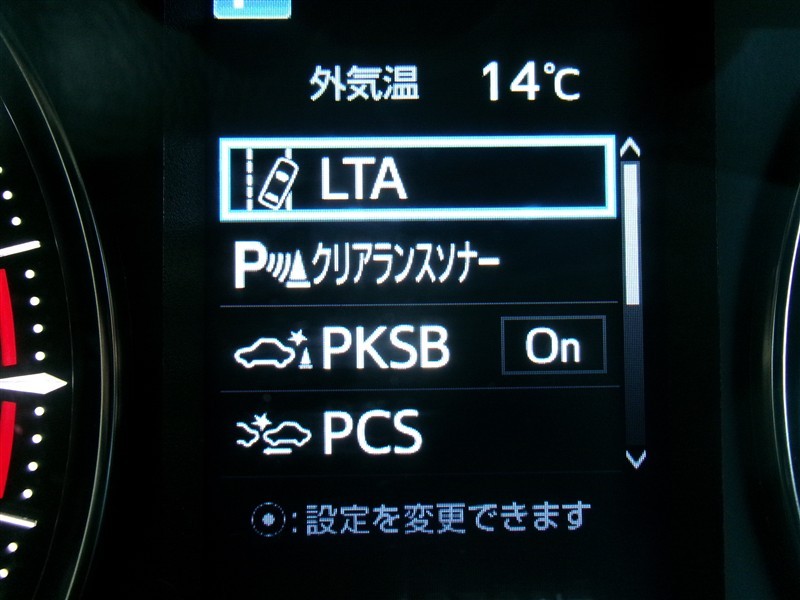 外気温 14℃
LTA
クリアランスソナー
PKSB On
PCS
:設定を変更できます